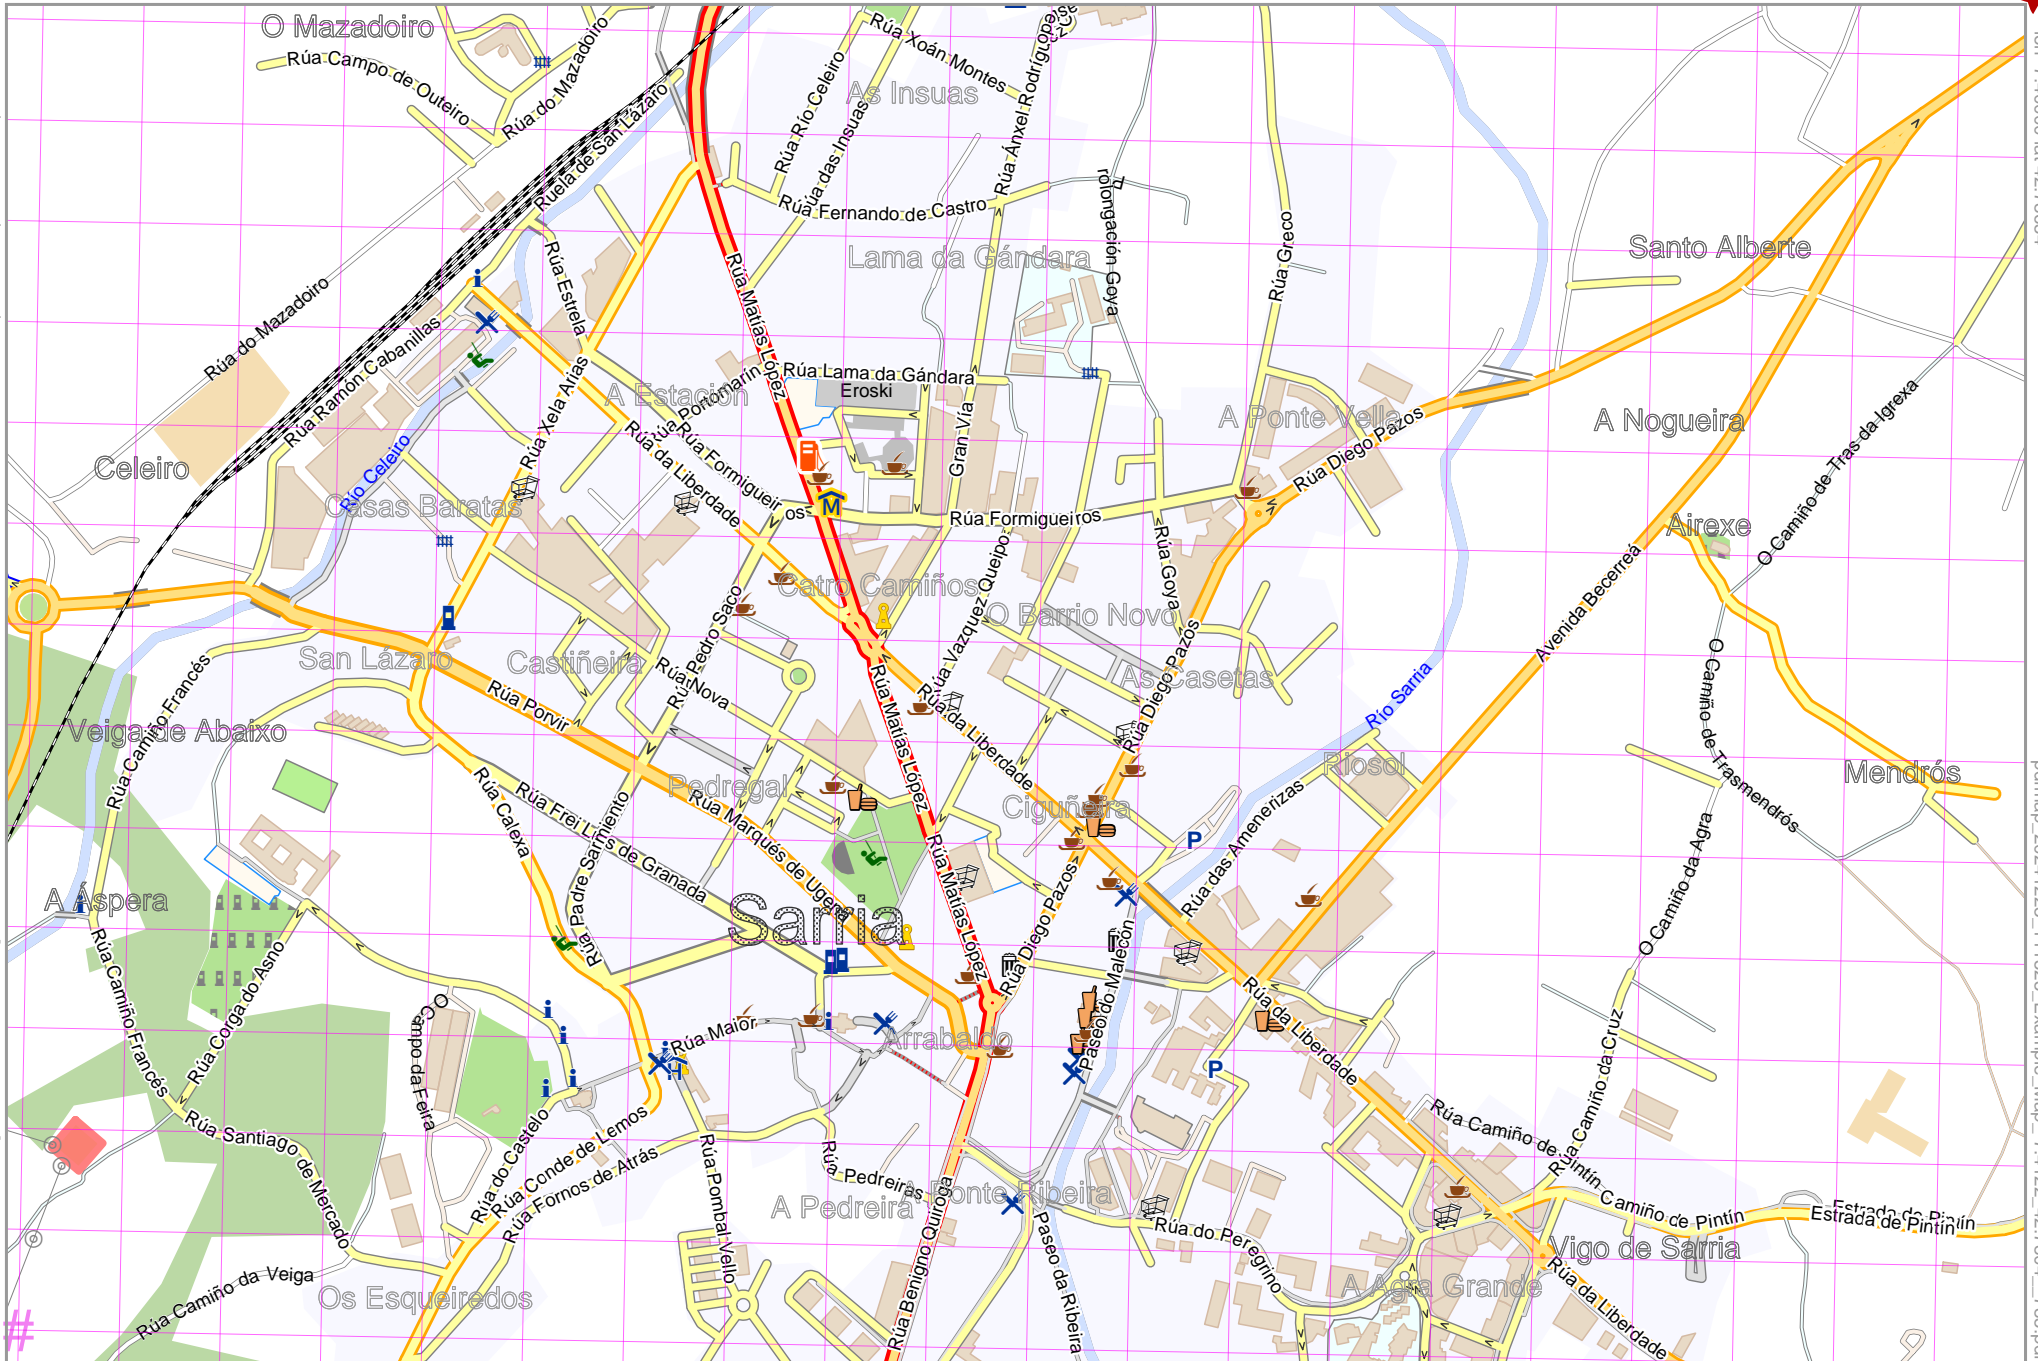 O Mazadoiro
Rúa Campo de Outeiro
Rúa do Mazadoiro
Ruela de San Lázaro
Rúa Xoán Montes
As Insuas
Rúa Río Celeiro
Rúa das Insuas
Rúa Ánxel Rodríg
Rúa Fernando de Castro
rolongación Goya
Rúa Greco
Santo Alberte
Lama da Gándara
Rúa Estrela
Rúa Matías López
Rúa do Mazadoiro
Rúa Ramón Cabanillas
Rúa Lama da Gándara
Eroski
A Estación
Rúa Portomarín
Rúa Xela Arias
Gran Vía
A Ponte Vella
Rúa Diego Pazos
A Nogueira
O Camiño de Tras da Igrexa
Celeiro
Río Celeiro
Casas Baratas
Rúa da Liberdade
Rúa Formigueiros
M
Rúa Formigueiros
Airexe
Rúa Goya
Catro Camiños
Rúa Vazquez Queipo
O Barrio Novo
Avenida Becerreá
Rúa Pedro Saco
San Lázaro
Castiñeira
Rúa Nova
As Casetas
Rúa Diego Pazos
Río Sarria
O Camiño de Trasmendrós
Rúa Camiño Francés
Veiga de Abaixo
Rúa Porvir
Rúa Matías López
Rúa da Liberdade
Riosol
Mendrós
Pedregal
Cigüñeira
Rúa Calexa
Rúa Frei Luís de Granada
Padre Sarmiento
Rúa
Rúa Marqués de Ugena
Rúa Matías López
P
Rúa das Amenerizas
O Camiño da Agra
A Áspera
Sarria
Rúa Diego Pazos
Paseo do Malecón
Rúa Camiño Francés
Rúa Corga do Asno
O Campo da Feira
Rúa Maior
Arrabaldo
H
P
Rúa da Liberdade
Rúa Camiño da Cruz
Rúa Santiago de Mercado
Rúa do Castelo
Rúa Conde de Lemos
Rúa Fornos de Atrás
Rúa Pombal Vello
Rúa Pedreiras
A Pedreira
A Ponte Ribeira
Rúa Benigno Quiroga
Paseo da Ribeira
Rúa do Peregrino
Rúa Camiño de Pintín
Camiño de Pintín
Estrada de Pintín
Estrada de Pintín
Vigo de Sarria
A Agra Grande
Rúa da Liberdade
Rúa Camiño da Veiga
Os Esqueiredos
#